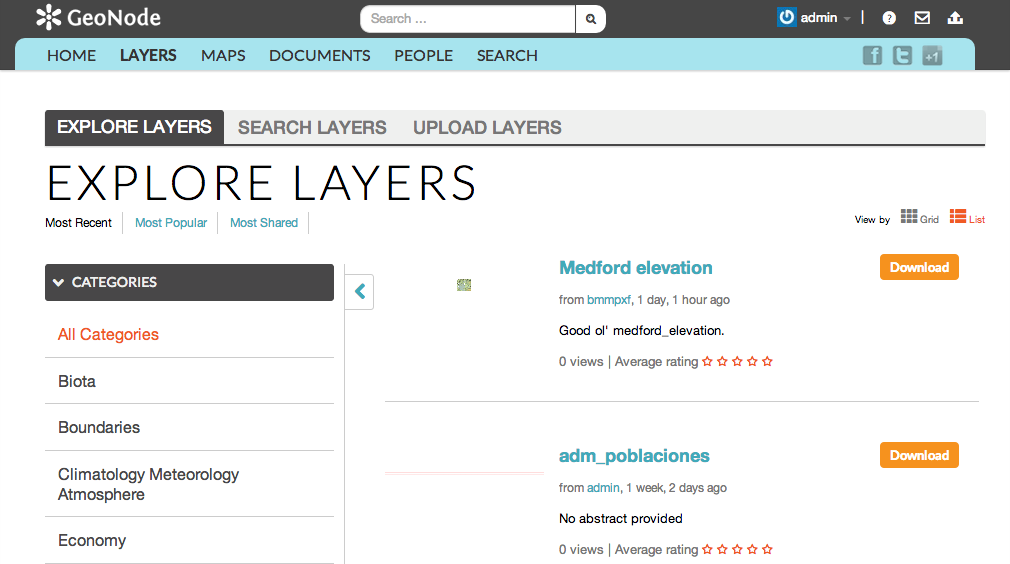 GeoNode
Search ...
admin
HOME LAYERS MAPS DOCUMENTS PEOPLE SEARCH
f t +1
EXPLORE LAYERS SEARCH LAYERS UPLOAD LAYERS
EXPLORE LAYERS
Most Recent Most Popular Most Shared
View by Grid List
CATEGORIES
All Categories
Biota
Boundaries
Climatology Meteorology
Atmosphere
Economy
Medford elevation
Download
from bmmpxf, 1 day, 1 hour ago
Good ol' medford_elevation.
0 views | Average rating
adm_poblaciones
Download
from admin, 1 week, 2 days ago
No abstract provided
0 views | Average rating